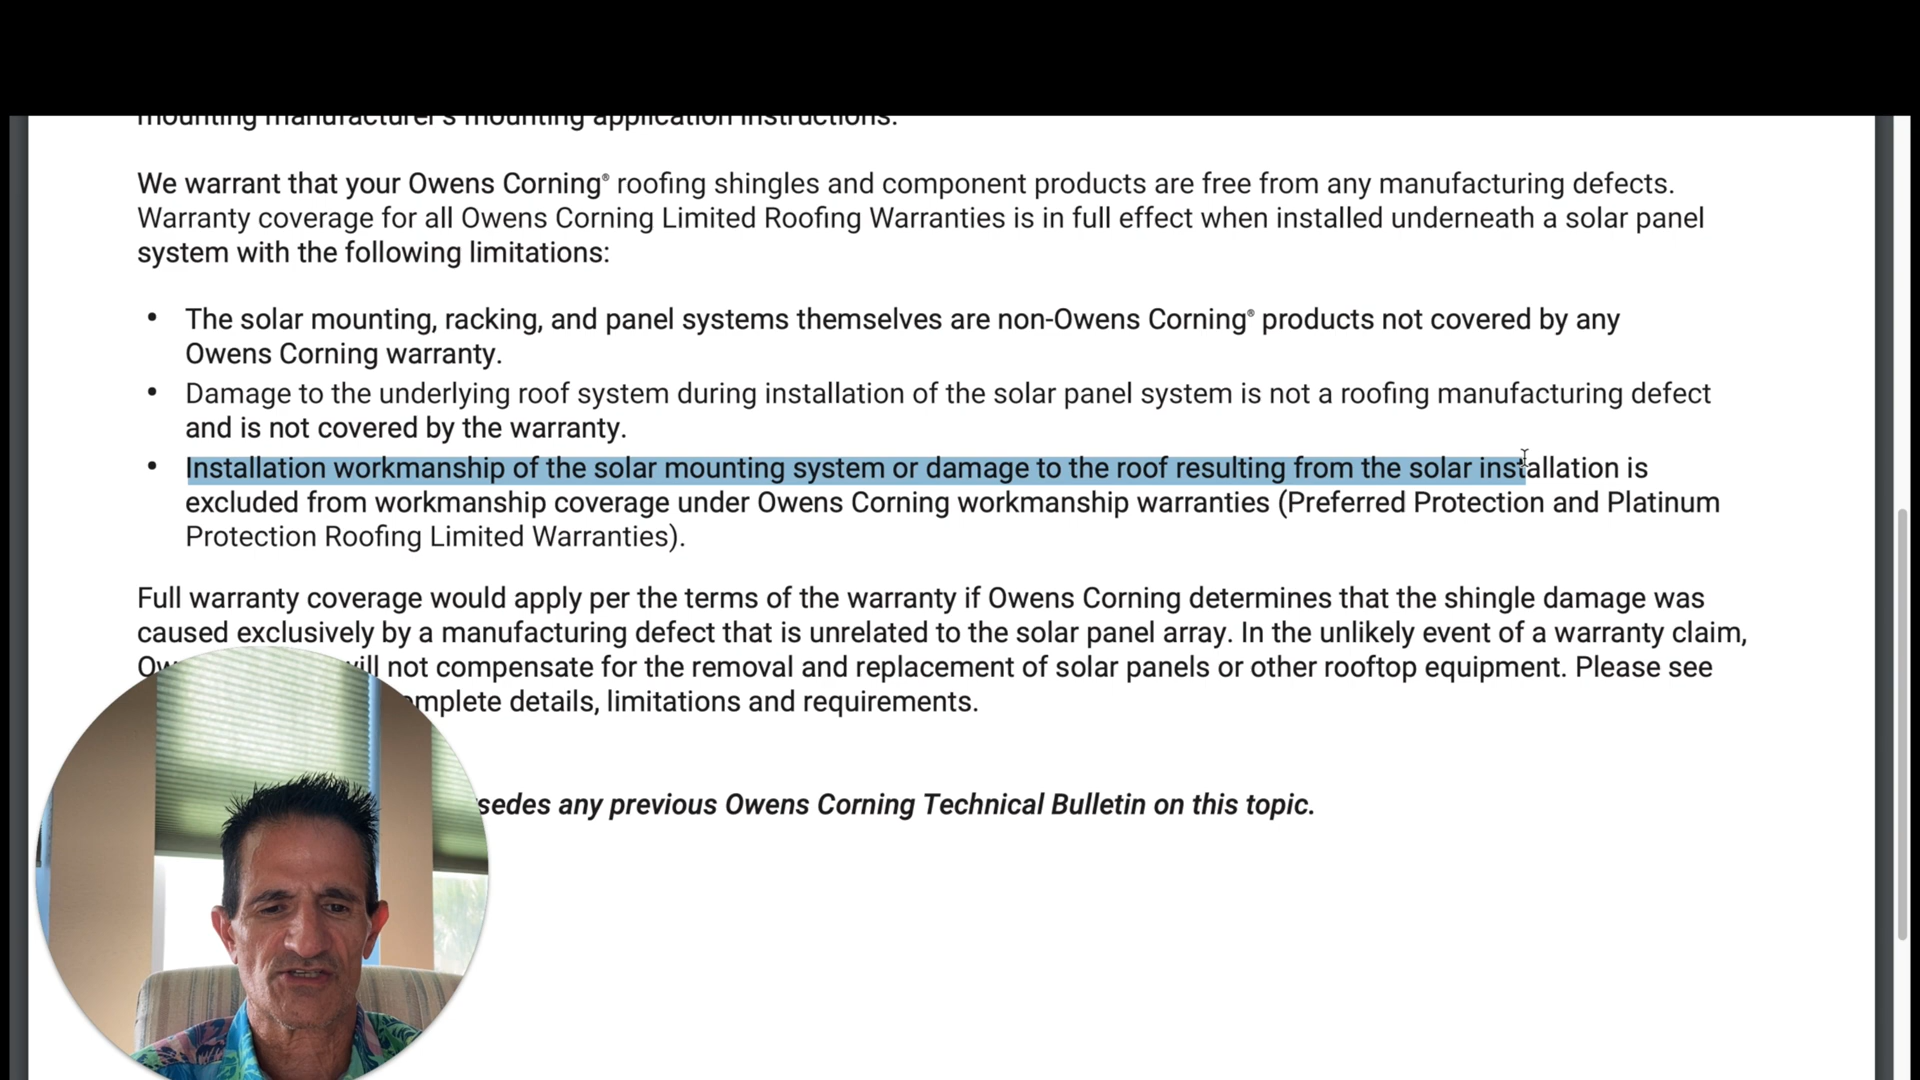 mounting manufacturer's mounting application instructions.
We warrant that your Owens Corning® roofing shingles and component products are free from any manufacturing defects.
Warranty coverage for all Owens Corning Limited Roofing Warranties is in full effect when installed underneath a solar panel
system with the following limitations:
• The solar mounting, racking, and panel systems themselves are non-Owens Corning® products not covered by any
Owens Corning warranty.
• Damage to the underlying roof system during installation of the solar panel system is not a roofing manufacturing defect
and is not covered by the warranty.
• Installation workmanship of the solar mounting system or damage to the roof resulting from the solar installation is
excluded from workmanship coverage under Owens Corning workmanship warranties (Preferred Protection and Platinum
Protection Roofing Limited Warranties).
Full warranty coverage would apply per the terms of the warranty if Owens Corning determines that the shingle damage was
caused exclusively by a manufacturing defect that is unrelated to the solar panel array. In the unlikely event of a warranty claim,
not compensate for the removal and replacement of solar panels or other rooftop equipment. Please see
details, limitations and requirements.
any previous Owens Corning Technical Bulletin on this topic.